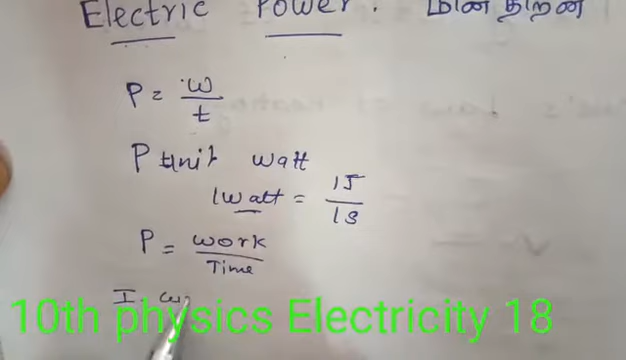 Electric Power. மின் திறன்
P = w/t
P unit watt
1 watt = 1J/1s
P = work/Time
I w
10th physics Electricity 18